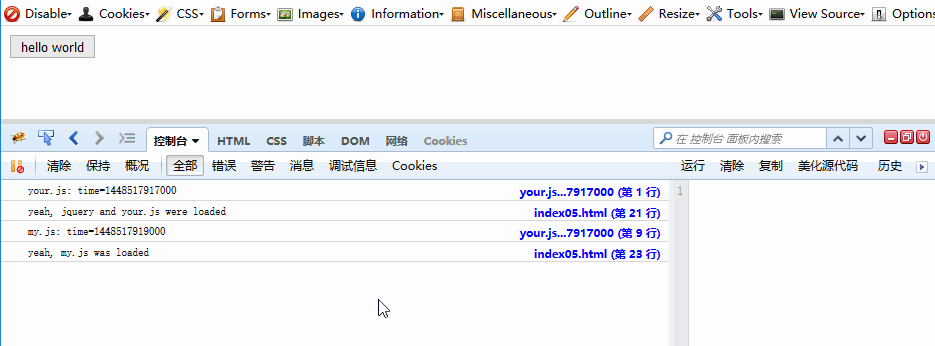 Disable Cookies CSS Forms Images Information Miscellaneous Outline Resize Tools View Source Options
hello world
控制台 HTML CSS 脚本 DOM 网络 Cookies 在 控制台 面板内搜索
清除 保持 概况 全部 错误 警告 消息 调试信息 Cookies 运行 清除 复制 美化源代码 历史
your.js: time=1448517917000 your.js...7917000 (第 1 行) 1
yeah, jquery and your.js were loaded index05.html (第 21 行)
my.js: time=1448517919000 your.js...7917000 (第 9 行)
yeah, my.js was loaded index05.html (第 23 行)